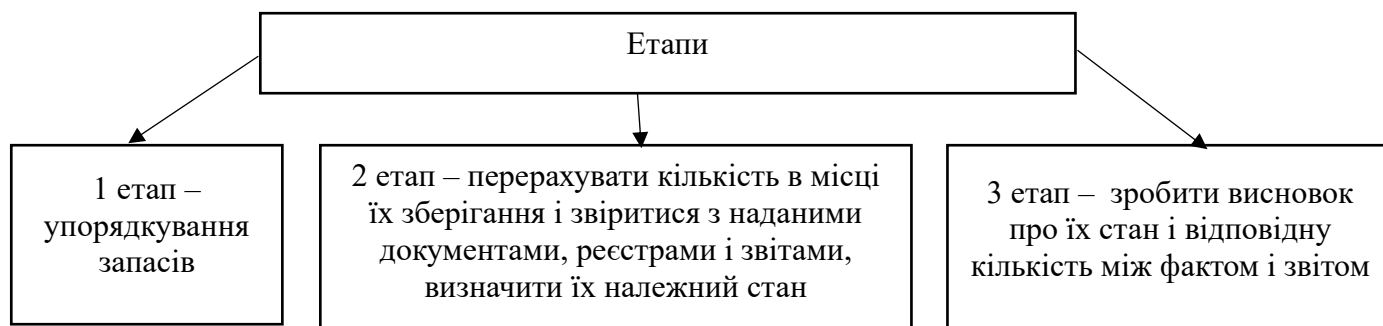 Етапи
1 етап –
упорядкування
запасів
2 етап – перерахувати кількість в місці
їх зберігання і звіритися з наданими
документами, реєстрами і звітами,
визначити їх належний стан
3 етап – зробити висновок
про їх стан і відповідну
кількість між фактом і звітом